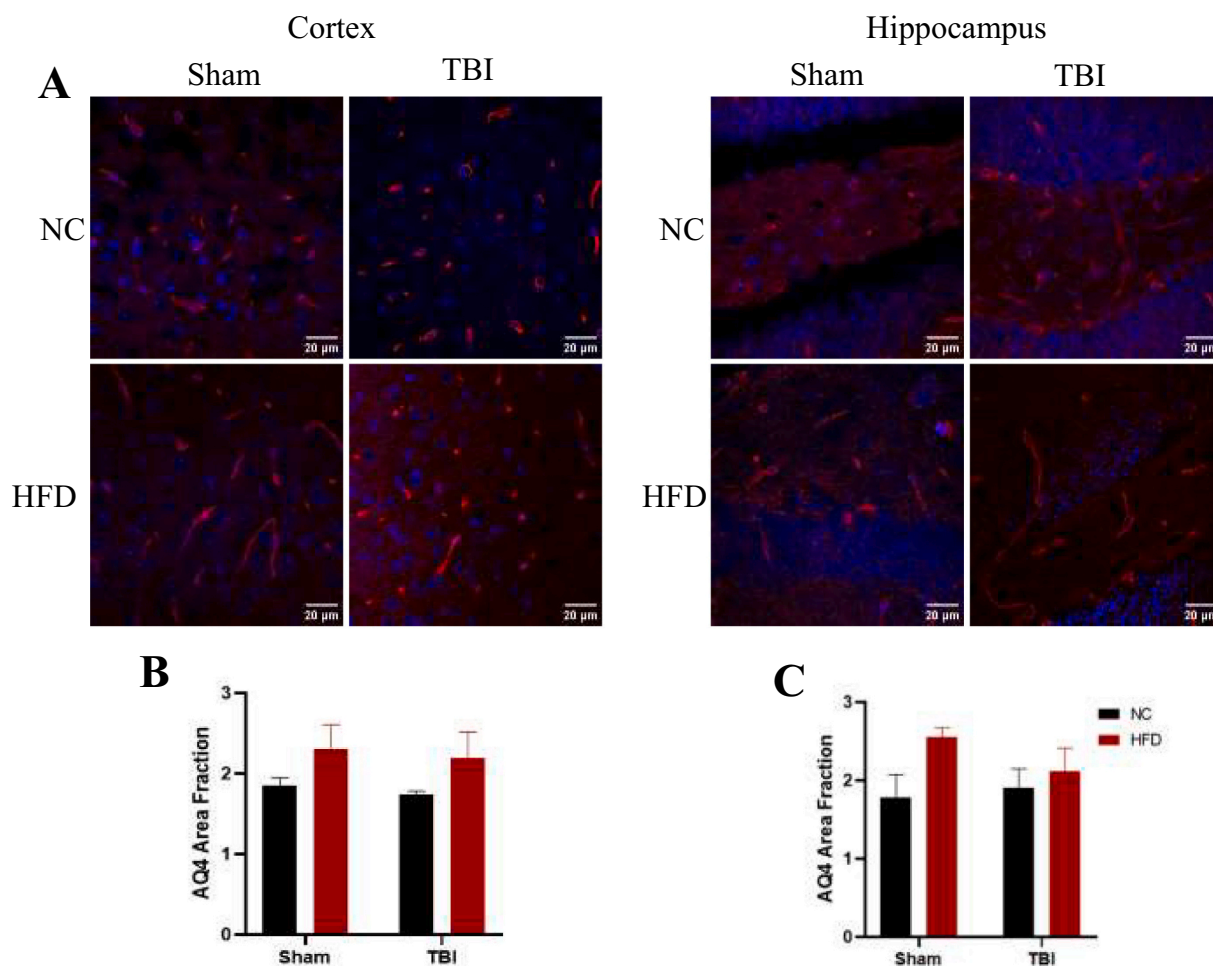 Cortex
Hippocampus
A
Sham
TBI
Sham
TBI
NC
NC
20 µm
20 µm
20 µm
20 µm
HFD
HFD
20 µm
20 µm
20 µm
20 µm
B
AQ4 Area Fraction
3
2
1
0
Sham
TBI
C
AQ4 Area Fraction
3
2
1
0
Sham
TBI
NC
HFD